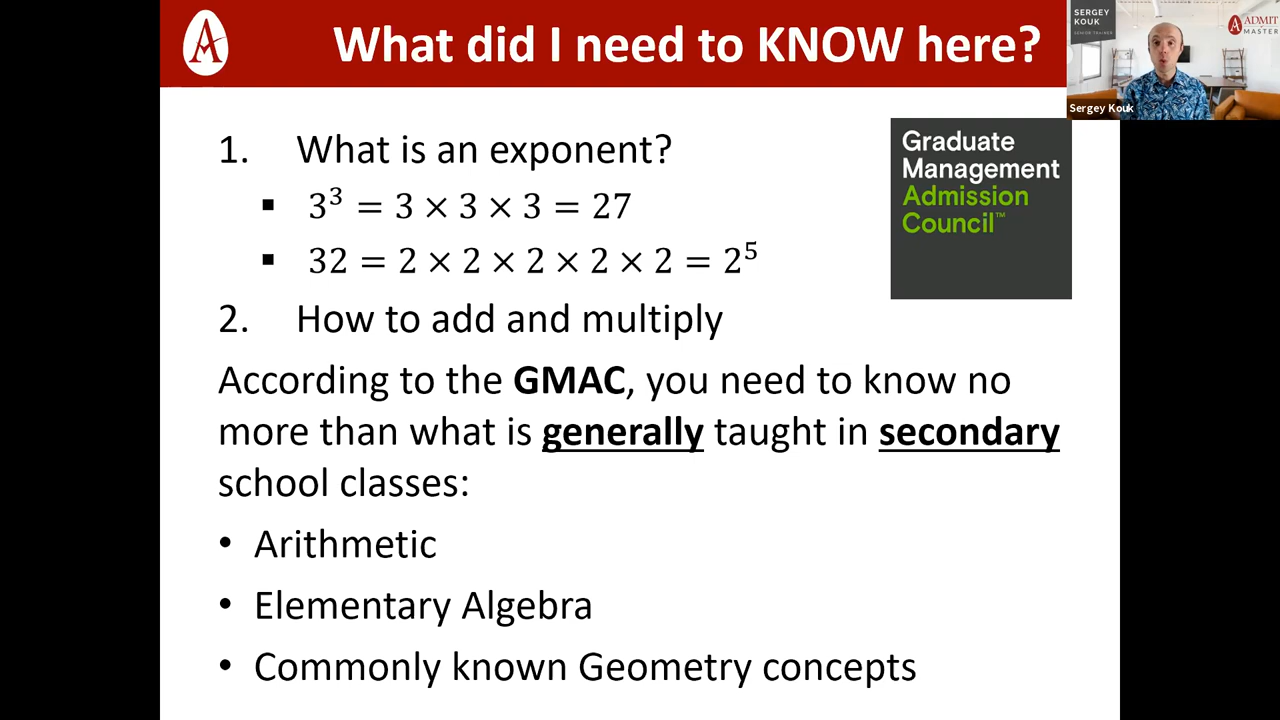 What did I need to KNOW here?
SERGEY
KOUK
SENIOR TRAINER
ADMIT
MASTER
Sergey Kouk
1. What is an exponent?
▪ 3³ = 3 × 3 × 3 = 27
▪ 32 = 2 × 2 × 2 × 2 × 2 = 2⁵
Graduate
Management
Admission
Council™
2. How to add and multiply
According to the GMAC, you need to know no
more than what is generally taught in secondary
school classes:
• Arithmetic
• Elementary Algebra
• Commonly known Geometry concepts